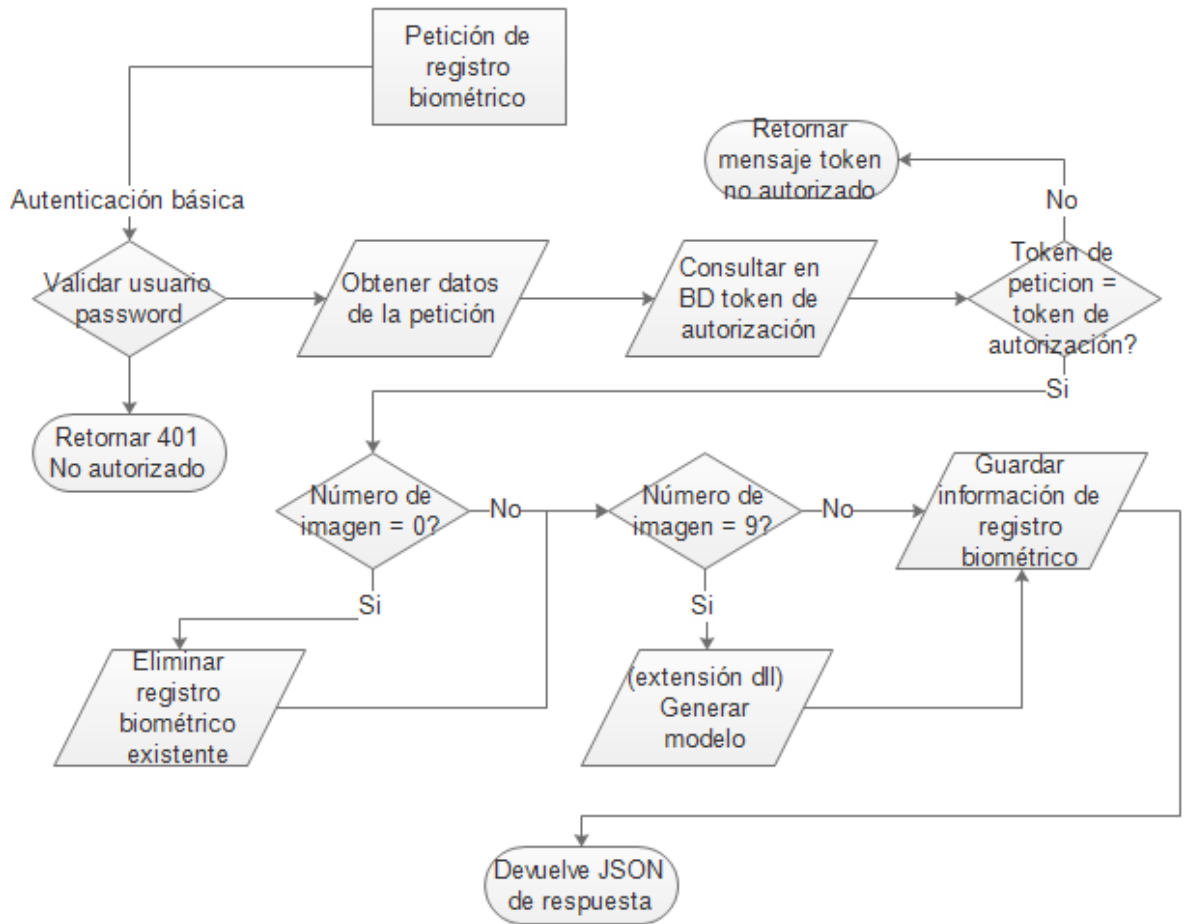 Petición de
registro
biométrico
Autenticación básica
Validar usuario
password
Retornar 401
No autorizado
Obtener datos
de la petición
Consultar en
BD token de
autorización
Token de
peticion =
token de
autorización?
No
Retornar
mensaje token
no autorizado
Si
Número de
imagen = 0?
No
Si
Eliminar
registro
biométrico
existente
Número de
imagen = 9?
No
Si
(extensión dll)
Generar
modelo
Guardar
información de
registro
biométrico
Devuelve JSON
de respuesta